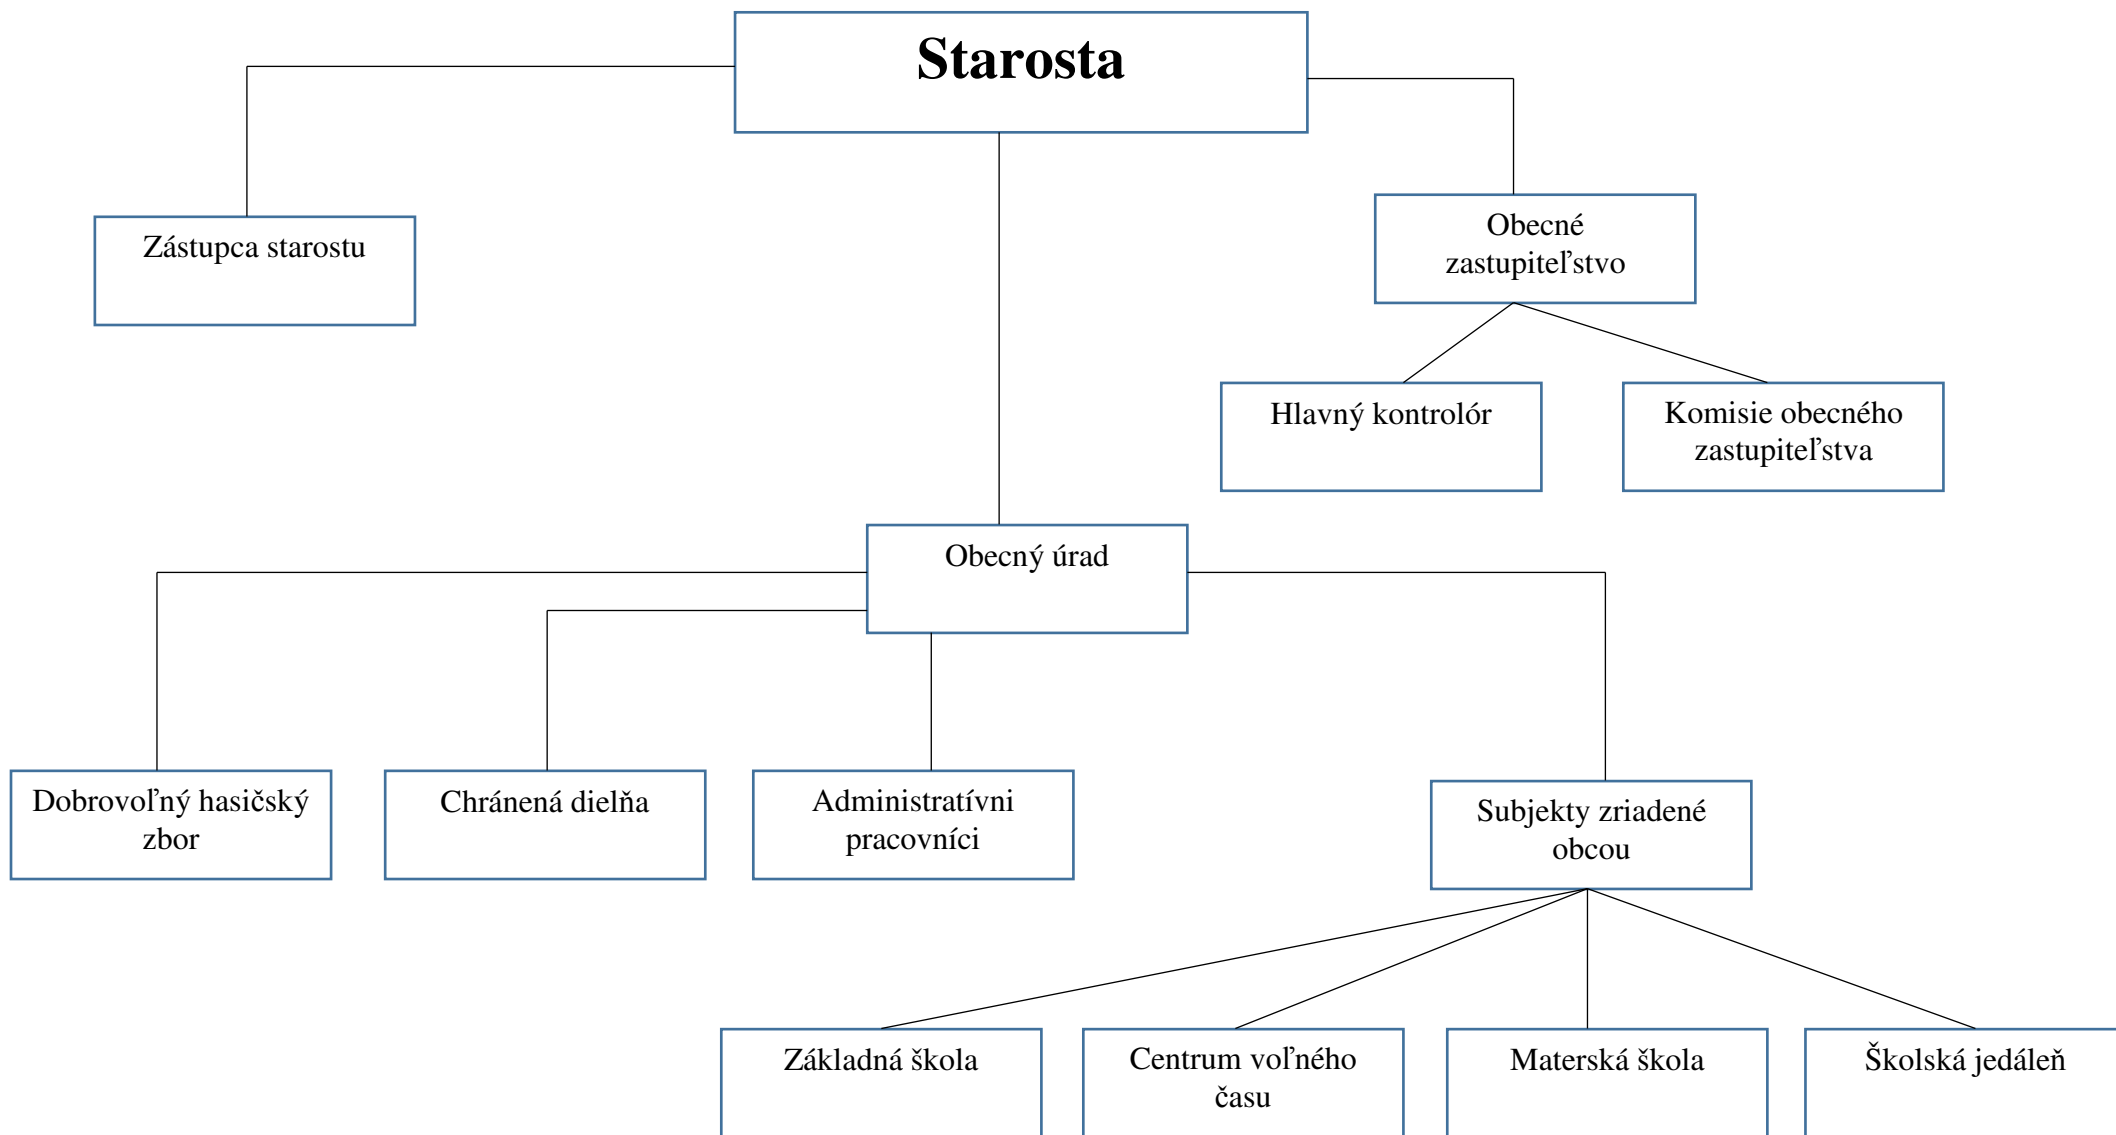 Starosta
Zástupca starostu
Obecné
zastupiteľstvo
Hlavný kontrolór
Komisie obecného
zastupiteľstva
Obecný úrad
Dobrovoľný hasičský
zbor
Chránená dielňa
Administratívni
pracovníci
Subjekty zriadené
obcou
Základná škola
Centrum voľného
času
Materská škola
Školská jedáleň